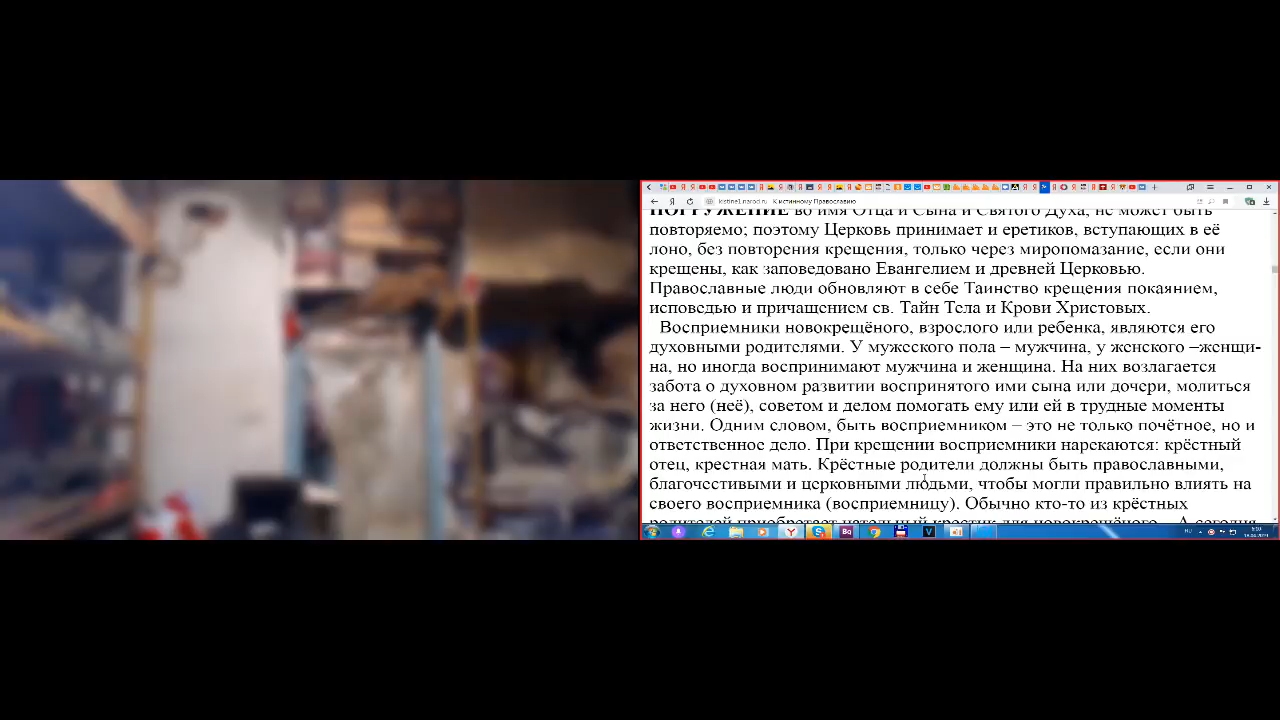 kistine1.narod.ru К истинному Православию
ПОГРУЖЕНИЕ во имя Отца и Сына и Святого Духа, не может быть
повторяемо; поэтому Церковь принимает и еретиков, вступающих в её
лоно, без повторения крещения, только через миропомазание, если они
крещены, как заповедовано Евангелием и древней Церковью.
Православные люди обновляют в себе Таинство крещения покаянием,
исповедью и причащением св. Тайн Тела и Крови Христовых.
Восприемники новокрещёного, взрослого или ребенка, являются его
духовными родителями. У мужеского пола – мужчина, у женского –женщи-
на, но иногда воспринимают мужчина и женщина. На них возлагается
забота о духовном развитии воспринятого ими сына или дочери, молиться
за него (неё), советом и делом помогать ему или ей в трудные моменты
жизни. Одним словом, быть восприемником – это не только почётное, но и
ответственное дело. При крещении восприемники нарекаются: крёстный
отец, крестная мать. Крёстные родители должны быть православными,
благочестивыми и церковными людьми, чтобы могли правильно влиять на
своего восприемника (восприемницу). Обычно кто-то из крёстных